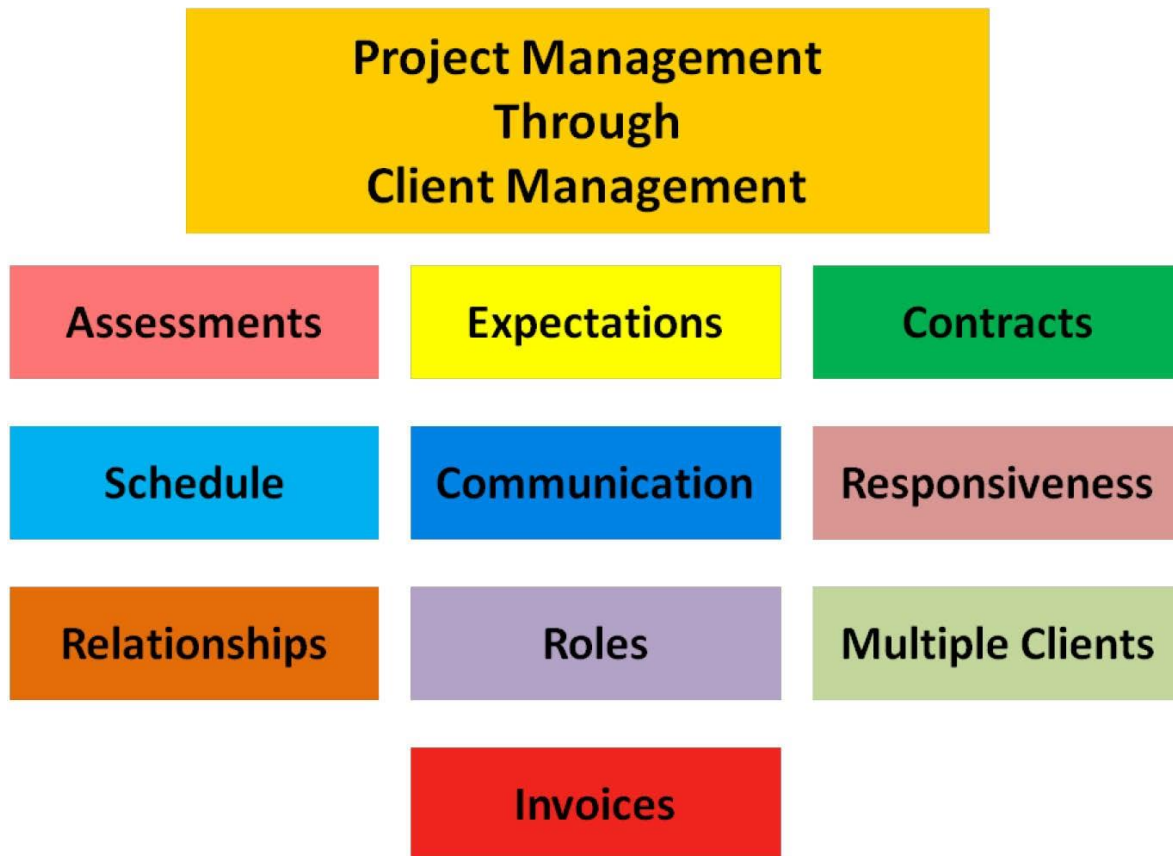 Project Management
Through
Client Management
Assessments
Expectations
Contracts
Schedule
Communication
Responsiveness
Relationships
Roles
Multiple Clients
Invoices